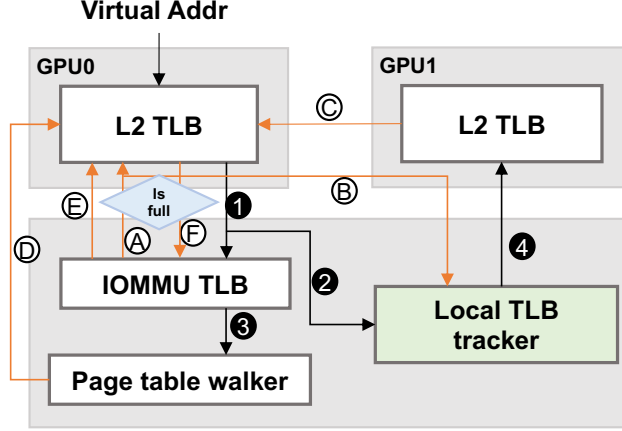 Virtual Addr
GPU0
GPU1
L2 TLB
L2 TLB
C
Is
full
B
E
A
F
1
D
2
4
IOMMU TLB
Local TLB
tracker
3
Page table walker